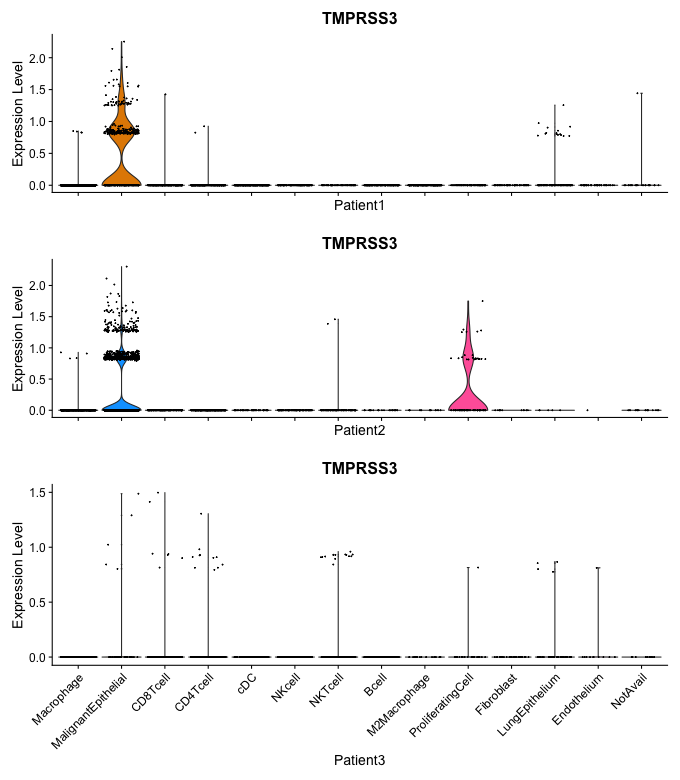 TMPRSS3
Expression Level
2.0
1.5
1.0
0.5
0.0
Patient1
TMPRSS3
Expression Level
2.0
1.5
1.0
0.5
0.0
Patient2
TMPRSS3
Expression Level
1.5
1.0
0.5
0.0
Macrophage
MalignantEpithelial
CD8Tcell
CD4Tcell
cDC
NKcell
NKTcell
Bcell
M2Macrophage
ProliferatingCell
Fibroblast
LungEpithelium
Endothelium
NotAvail
Patient3